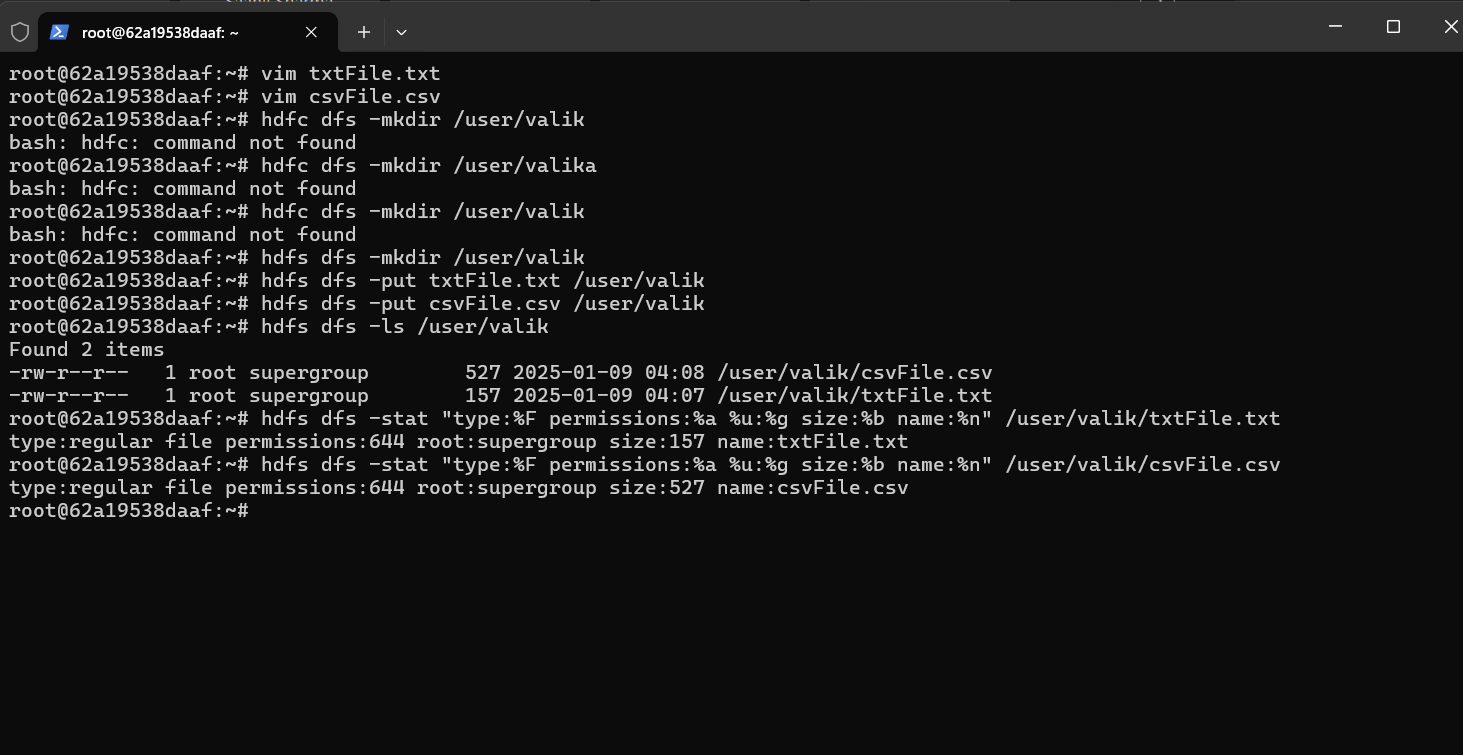 root@62a19538daaf: ~
root@62a19538daaf:~# vim txtFile.txt
root@62a19538daaf:~# vim csvFile.csv
root@62a19538daaf:~# hdfc dfs -mkdir /user/valik
bash: hdfc: command not found
root@62a19538daaf:~# hdfc dfs -mkdir /user/valika
bash: hdfc: command not found
root@62a19538daaf:~# hdfc dfs -mkdir /user/valik
bash: hdfc: command not found
root@62a19538daaf:~# hdfs dfs -mkdir /user/valik
root@62a19538daaf:~# hdfs dfs -put txtFile.txt /user/valik
root@62a19538daaf:~# hdfs dfs -put csvFile.csv /user/valik
root@62a19538daaf:~# hdfs dfs -ls /user/valik
Found 2 items
-rw-r--r--   1 root supergroup        527 2025-01-09 04:08 /user/valik/csvFile.csv
-rw-r--r--   1 root supergroup        157 2025-01-09 04:07 /user/valik/txtFile.txt
root@62a19538daaf:~# hdfs dfs -stat "type:%F permissions:%a %u:%g size:%b name:%n" /user/valik/txtFile.txt
type:regular file permissions:644 root:supergroup size:157 name:txtFile.txt
root@62a19538daaf:~# hdfs dfs -stat "type:%F permissions:%a %u:%g size:%b name:%n" /user/valik/csvFile.csv
type:regular file permissions:644 root:supergroup size:527 name:csvFile.csv
root@62a19538daaf:~#